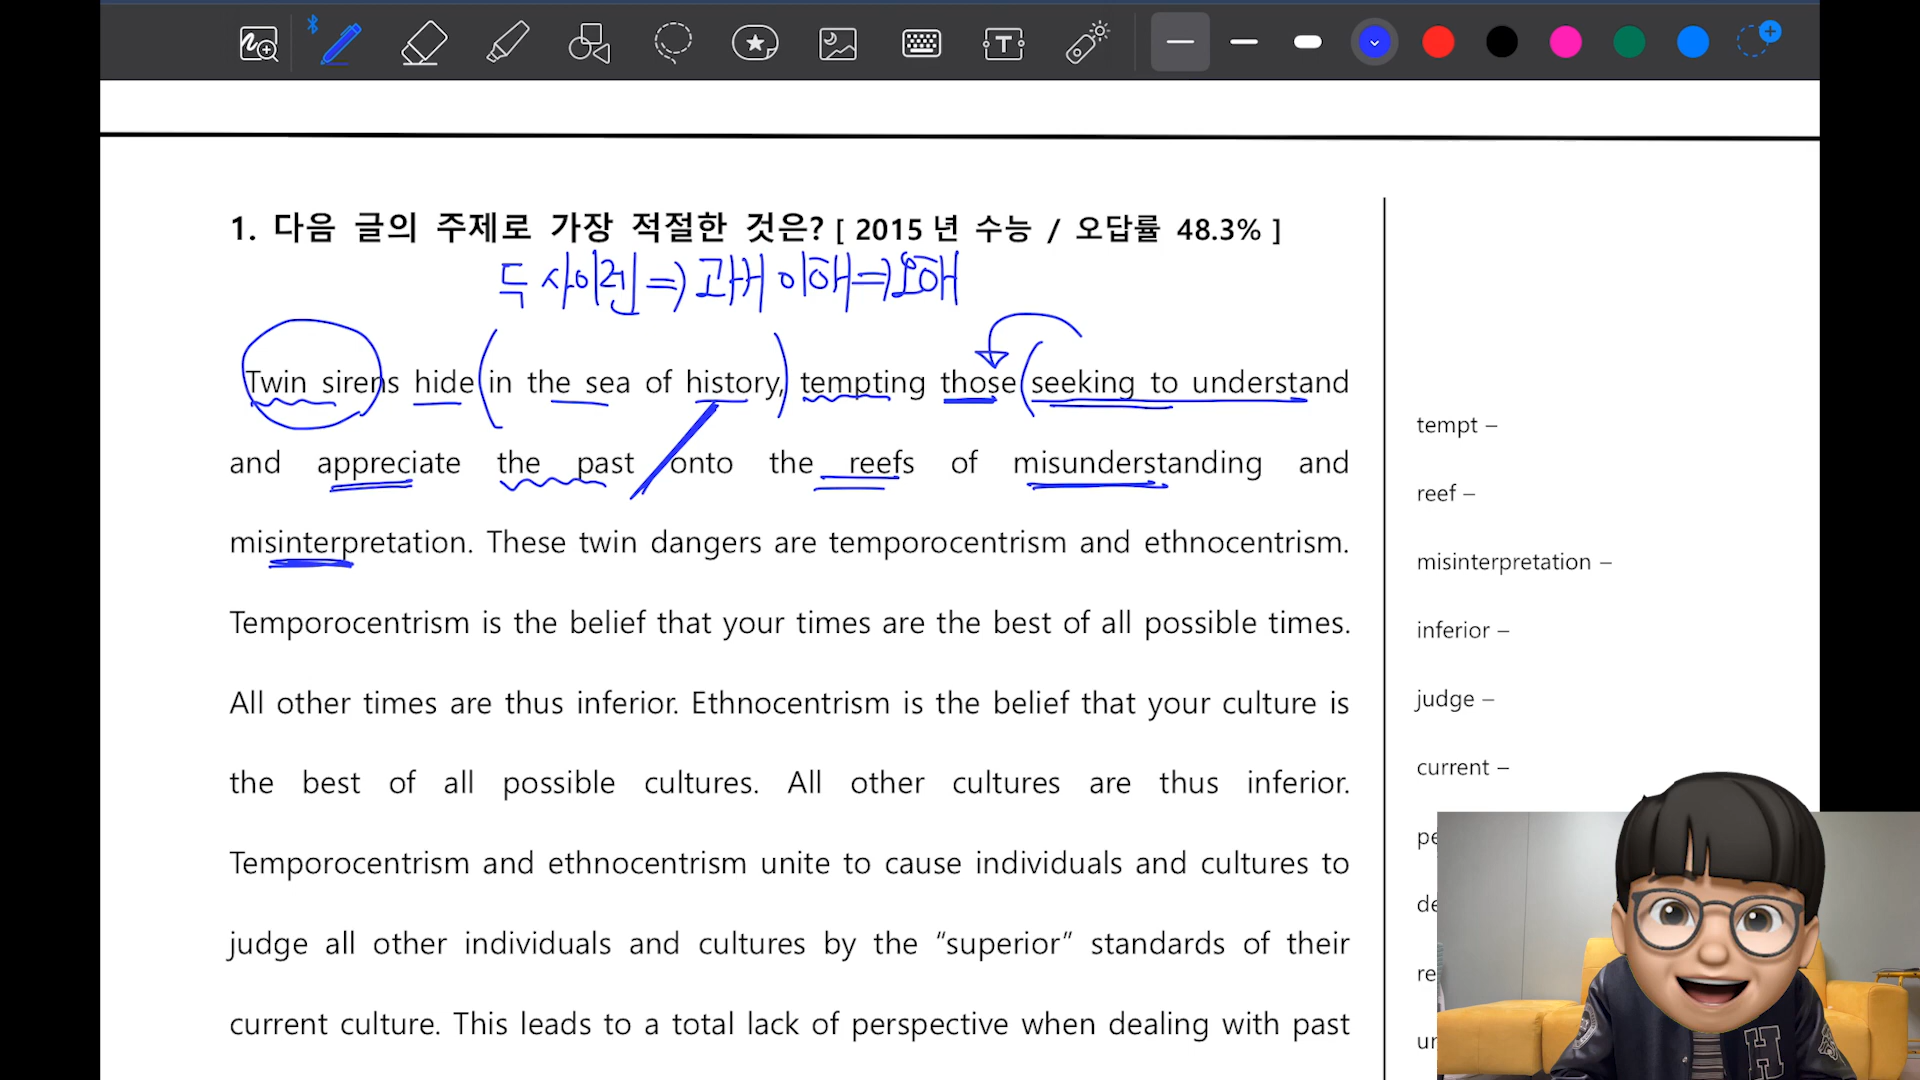 1. 다음 글의 주제로 가장 적절한 것은? [ 2015 년 수능 / 오답률 48.3% ]
두 사이렌 ⇒ 과거 이해 ⇒ 오해
Twin sirens hide in the sea of history, tempting those seeking to understand
and appreciate the past onto the reefs of misunderstanding and
misinterpretation. These twin dangers are temporocentrism and ethnocentrism.
Temporocentrism is the belief that your times are the best of all possible times.
All other times are thus inferior. Ethnocentrism is the belief that your culture is
the best of all possible cultures. All other cultures are thus inferior.
Temporocentrism and ethnocentrism unite to cause individuals and cultures to
judge all other individuals and cultures by the “superior” standards of their
current culture. This leads to a total lack of perspective when dealing with past
tempt –
reef –
misinterpretation –
inferior –
judge –
current –
pe
de
re
un
H